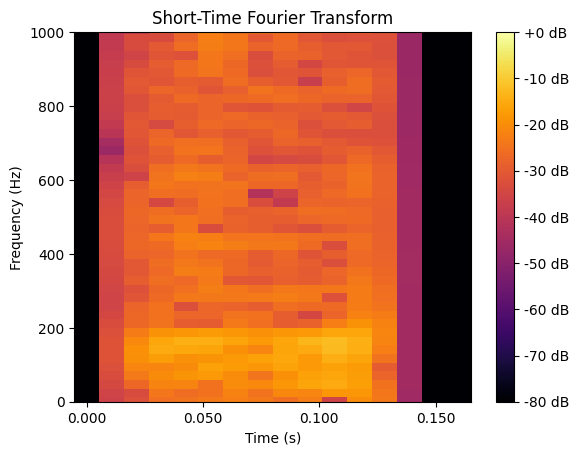 Short-Time Fourier Transform
Frequency (Hz)
1000
800
600
400
200
0
0.000
0.050
0.100
0.150
Time (s)
+0 dB
-10 dB
-20 dB
-30 dB
-40 dB
-50 dB
-60 dB
-70 dB
-80 dB